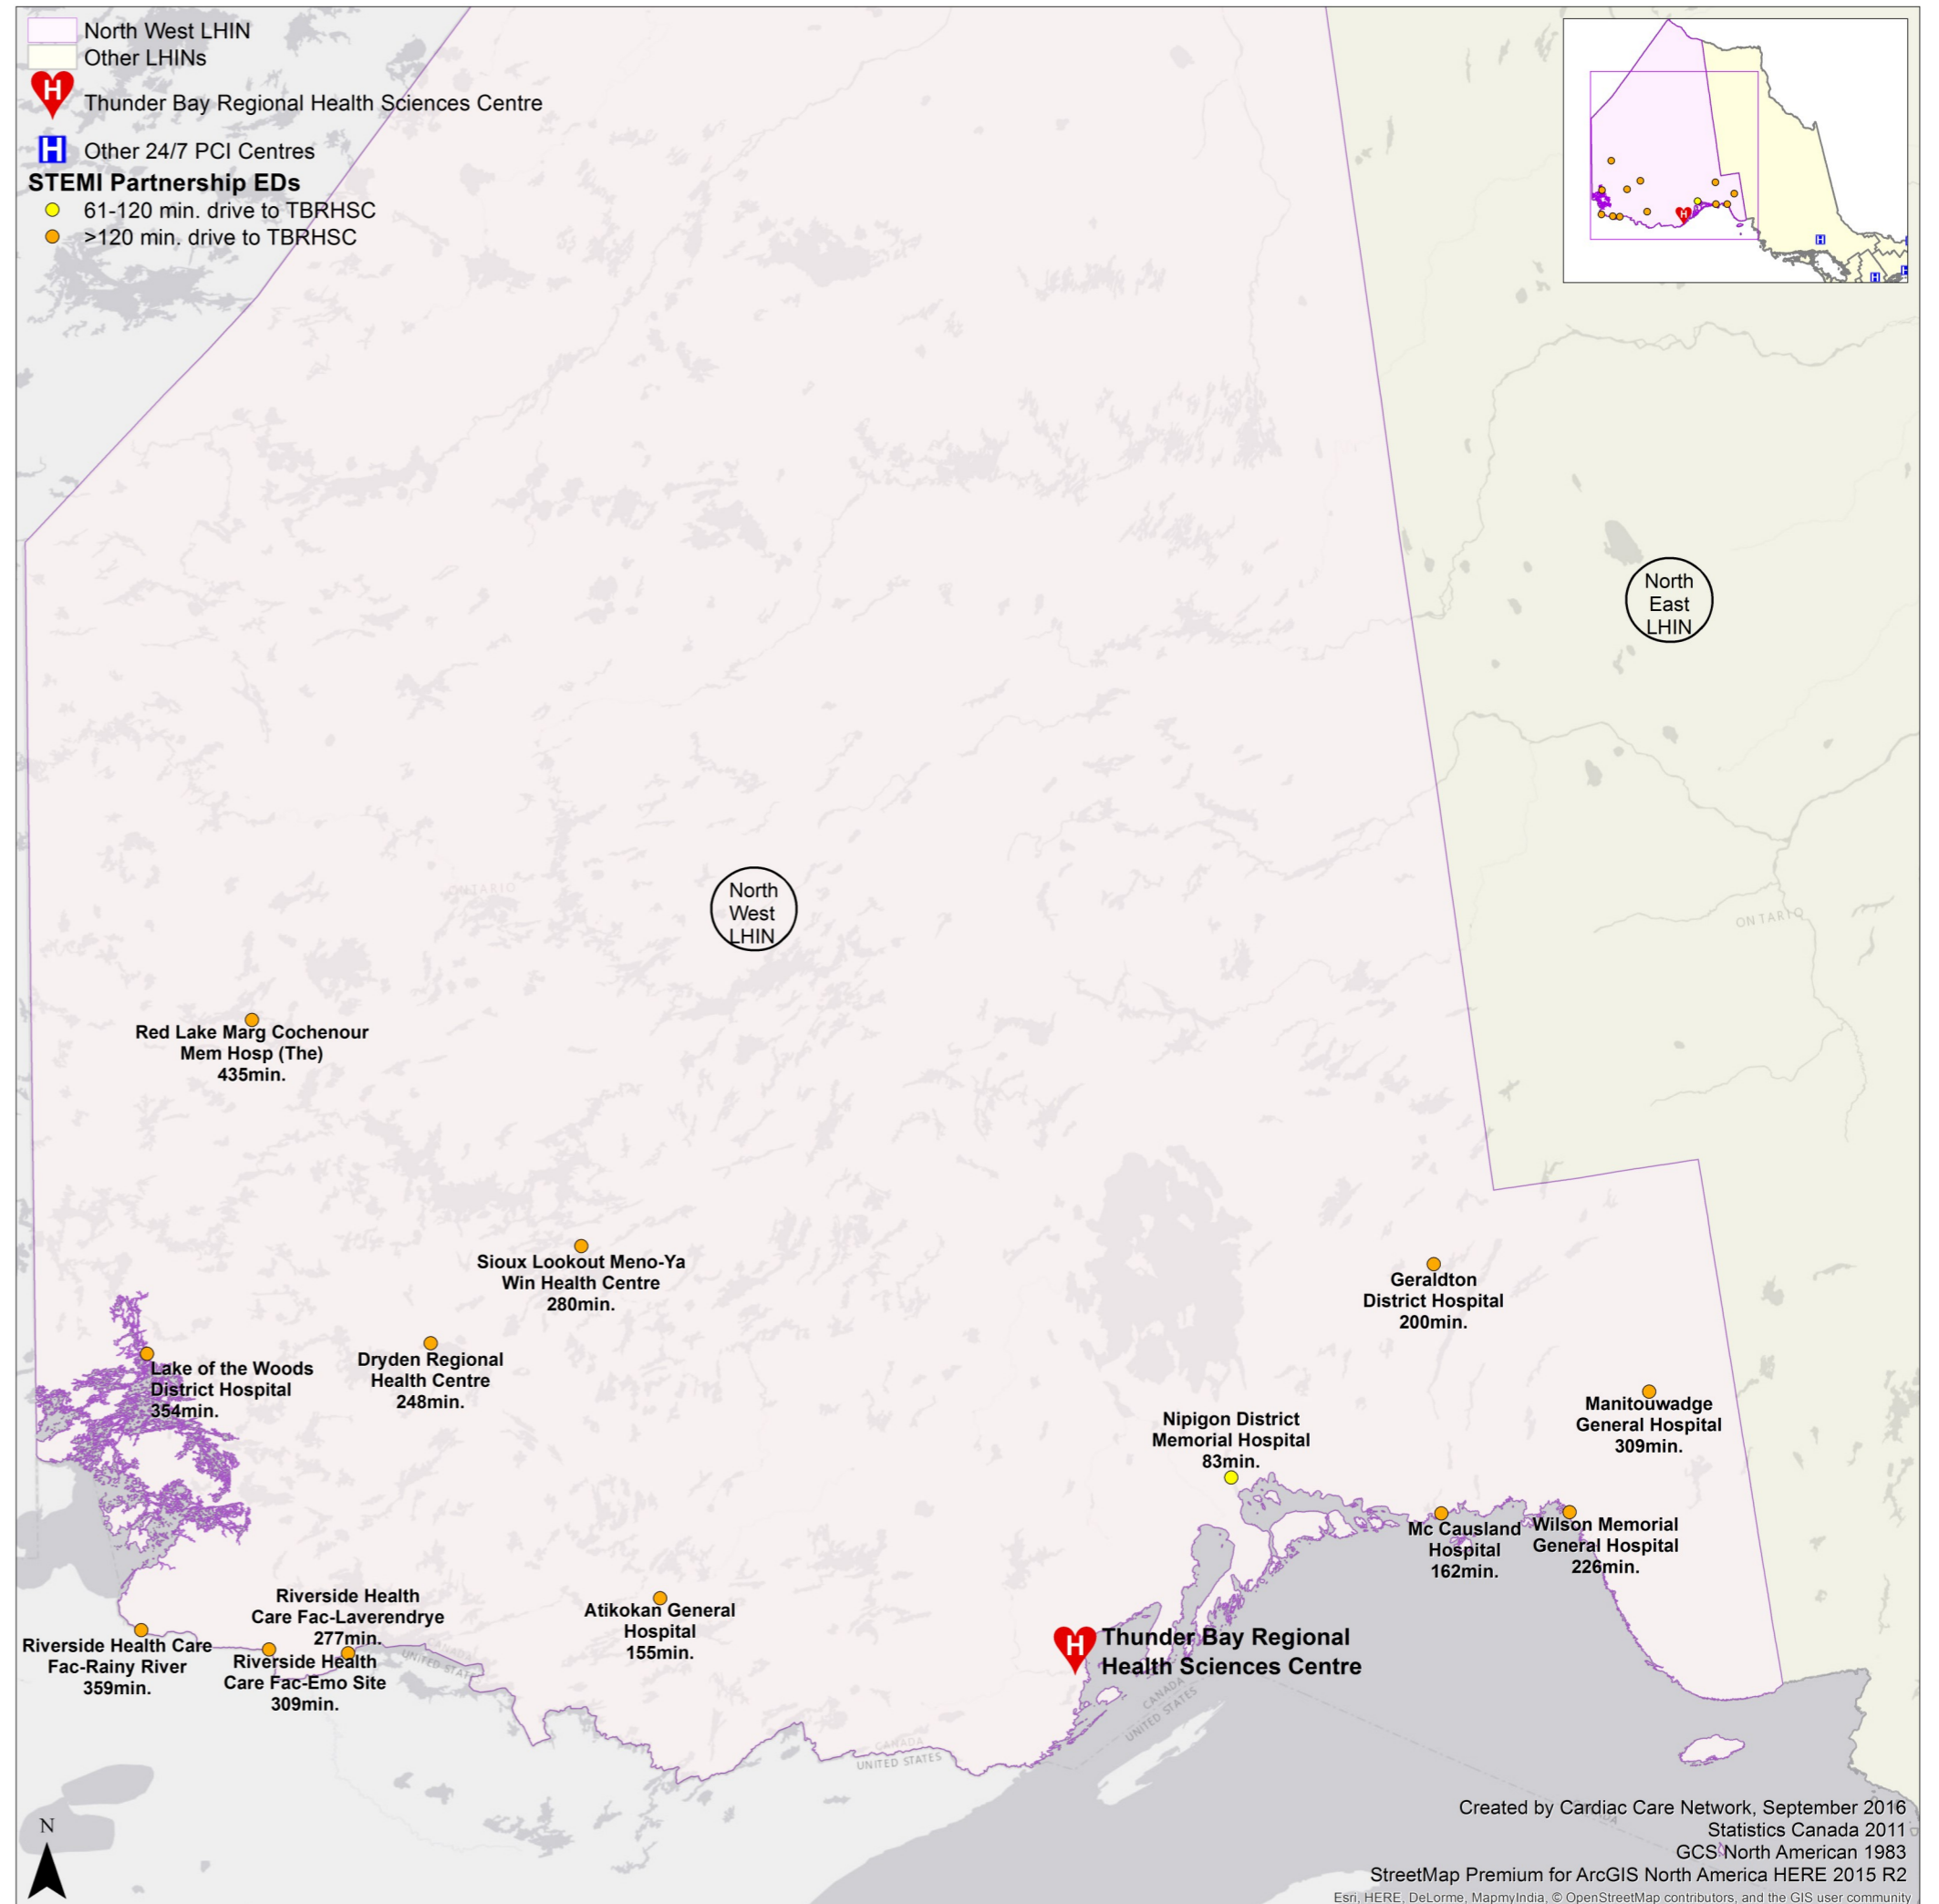 North West LHIN
Other LHINs
H
Thunder Bay Regional Health Sciences Centre
H
Other 24/7 PCI Centres
STEMI Partnership EDs
61-120 min. drive to TBRHSC
>120 min. drive to TBRHSC
H
H
H
H
North
East
LHIN
ONTARIO
North
West
LHIN
ONTARIO
Red Lake Marg Cochenour
Mem Hosp (The)
435min.
Sioux Lookout Meno-Ya
Win Health Centre
280min.
Geraldton
District Hospital
200min.
Lake of the Woods
District Hospital
354min.
Dryden Regional
Health Centre
248min.
Manitouwadge
General Hospital
309min.
Nipigon District
Memorial Hospital
83min.
Mc Causland
Hospital
162min.
Wilson Memorial
General Hospital
226min.
Riverside Health
Care Fac-Laverendrye
277min.
Atikokan General
Hospital
155min.
Riverside Health Care
Fac-Rainy River
359min.
Riverside Health
Care Fac-Emo Site
309min.
CANADA
UNITED STAT
H
Thunder Bay Regional
Health Sciences Centre
CANADA
UNITED STATES
CANADA
UNITED STATES
N
Created by Cardiac Care Network, September 2016
Statistics Canada 2011
GCS North American 1983
StreetMap Premium for ArcGIS North America HERE 2015 R2
Esri, HERE, DeLorme, MapmyIndia, © OpenStreetMap contributors, and the GIS user community